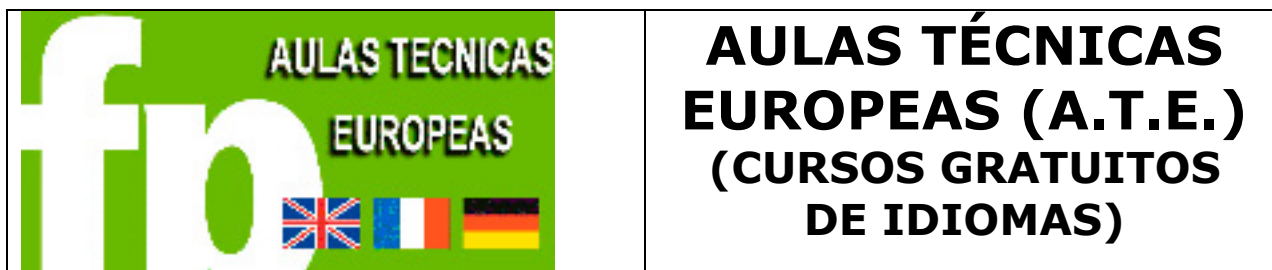 fp
AULAS TECNICAS
EUROPEAS
AULAS TÉCNICAS
EUROPEAS (A.T.E.)
(CURSOS GRATUITOS
DE IDIOMAS)